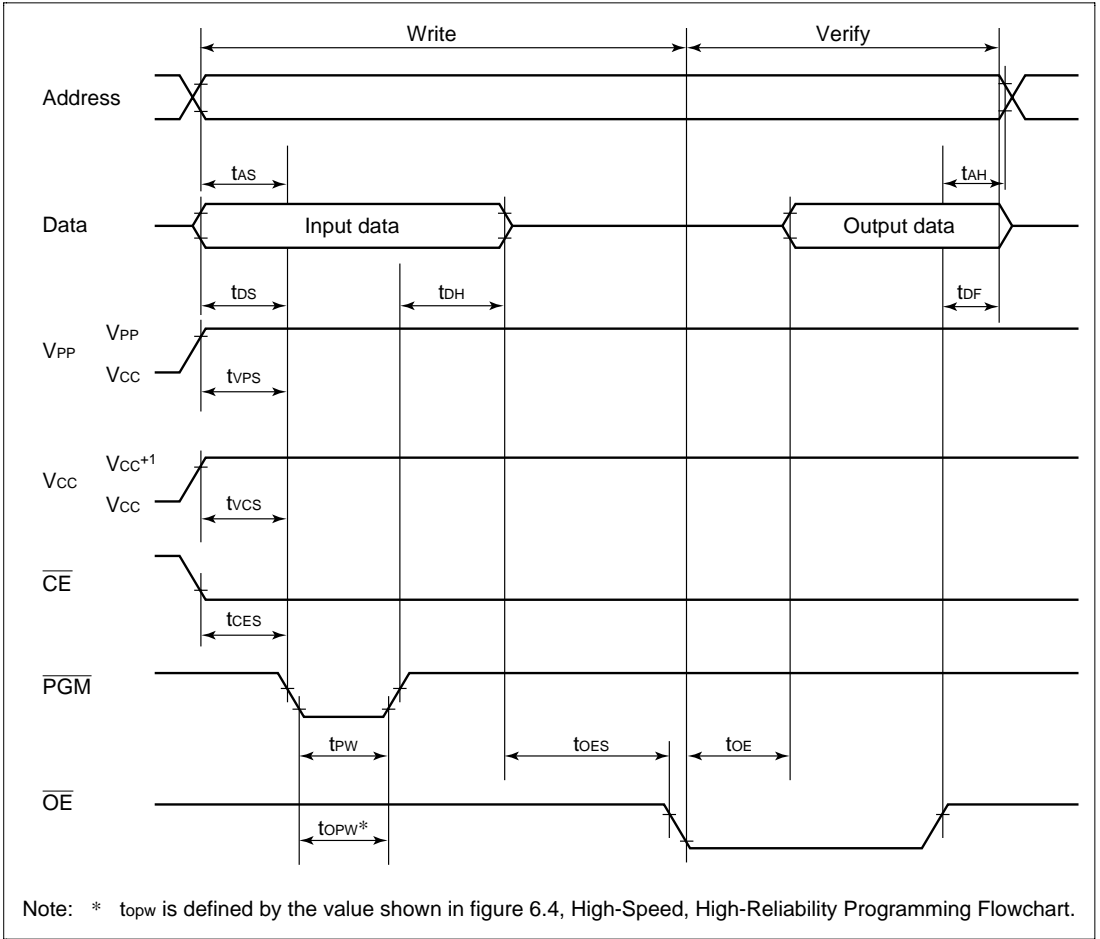 Write Verify
Address
tAS tAH
Data Input data Output data
tDS tDH tDF
VPP
VPP
VCC
tVPS
VCC+1
VCC
VCC
tVCS
CE
tCES
PGM
tPW tOES tOE
OE
tOPW*
Note: * topw is defined by the value shown in figure 6.4, High-Speed, High-Reliability Programming Flowchart.